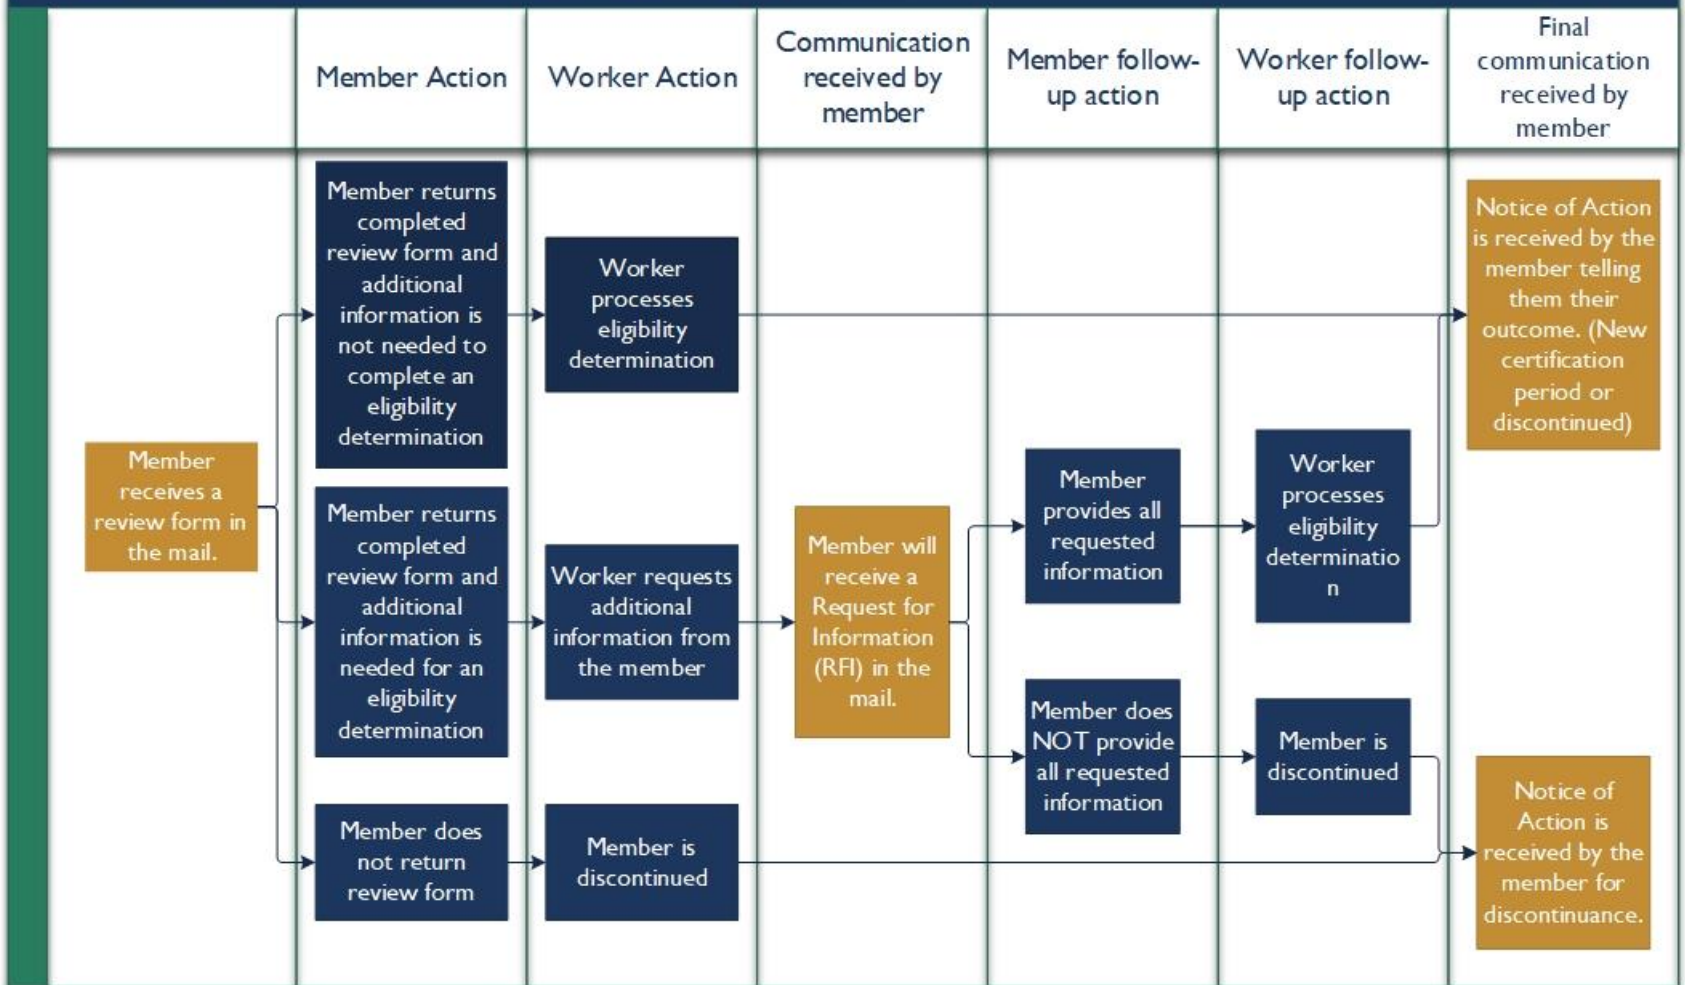 Member Action
Worker Action
Communication
received by
member
Member follow-
up action
Worker follow-
up action
Final
communication
received by
member
Member
receives a
review form in
the mail.
Member returns
completed
review form and
additional
information is
not needed to
complete an
eligibility
determination
Worker
processes
eligibility
determination
Notice of Action
is received by the
member telling
them their
outcome. (New
certification
period or
discontinued)
Member returns
completed
review form and
additional
information is
needed for an
eligibility
determination
Worker requests
additional
information from
the member
Member will
receive a
Request for
Information
(RFI) in the
mail.
Member
provides all
requested
information
Worker
processes
eligibility
determinatio
n
Member does
NOT provide
all requested
information
Member is
discontinued
Member does
not return
review form
Member is
discontinued
Notice of
Action is
received by the
member for
discontinuance.